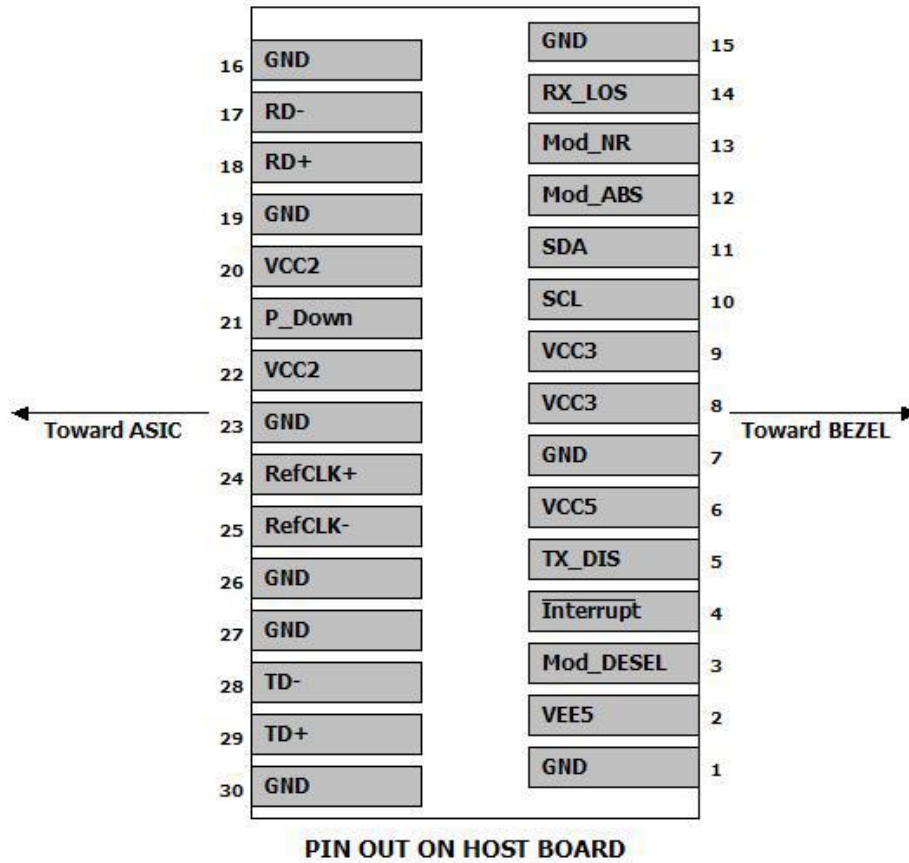 16 GND
17 RD-
18 RD+
19 GND
20 VCC2
21 P_Down
22 VCC2
23 GND
24 RefCLK+
25 RefCLK-
26 GND
27 GND
28 TD-
29 TD+
30 GND
Toward ASIC
GND 15
RX_LOS 14
Mod_NR 13
Mod_ABS 12
SDA 11
SCL 10
VCC3 9
VCC3 8
GND 7
VCC5 6
TX_DIS 5
Interrupt 4
Mod_DESEL 3
VEE5 2
GND 1
Toward BEZEL
PIN OUT ON HOST BOARD